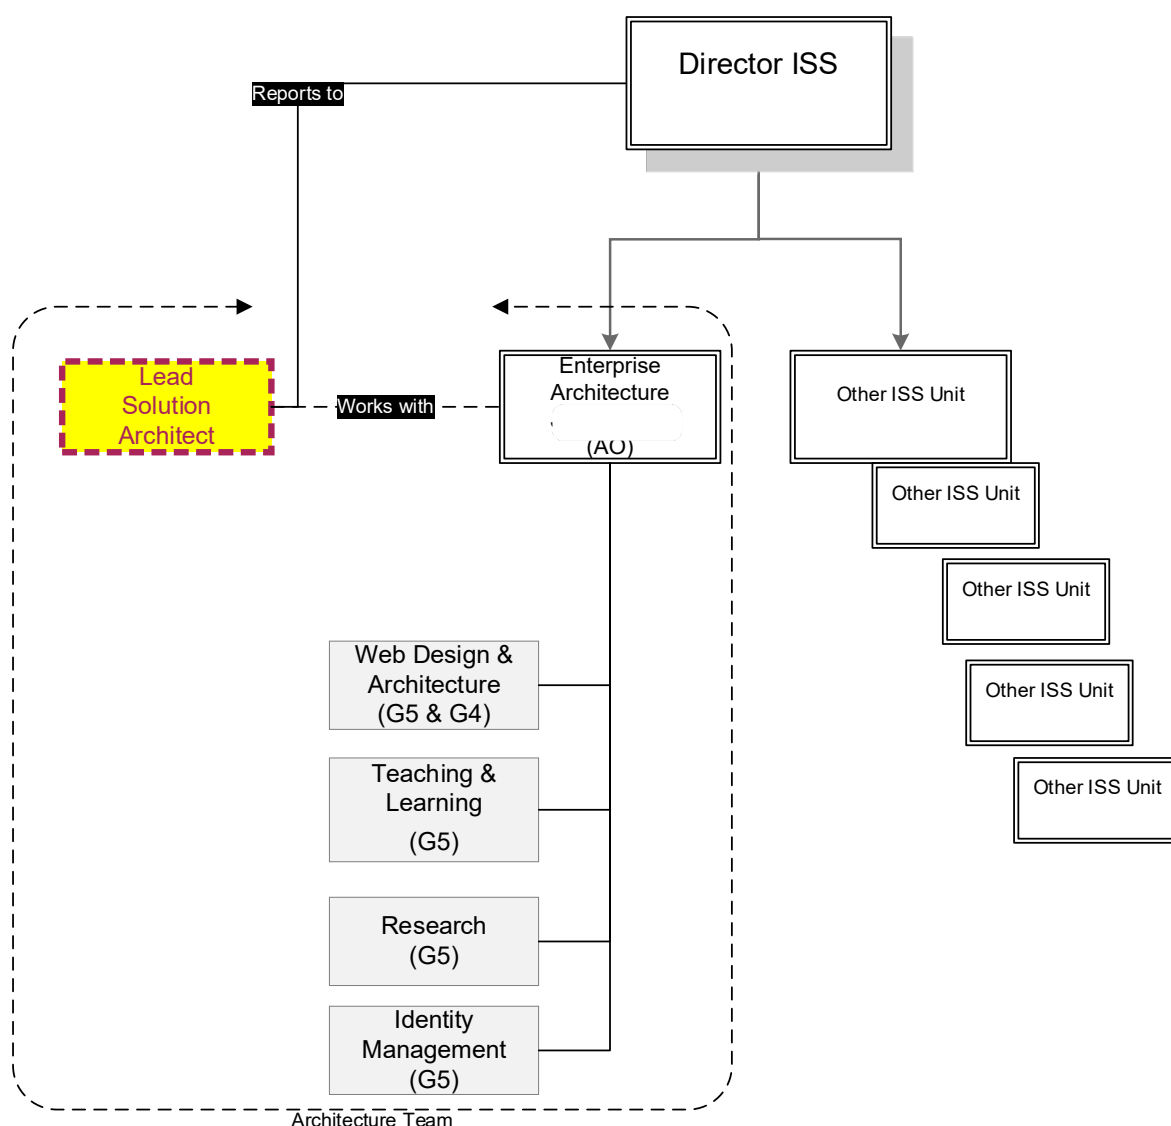 Director ISS
Reports to
Lead
Solution
Architect
Works with
Enterprise
Architecture
(AO)
Other ISS Unit
Other ISS Unit
Other ISS Unit
Other ISS Unit
Other ISS Unit
Web Design &
Architecture
(G5 & G4)
Teaching &
Learning
(G5)
Research
(G5)
Identity
Management
(G5)
Architecture Team